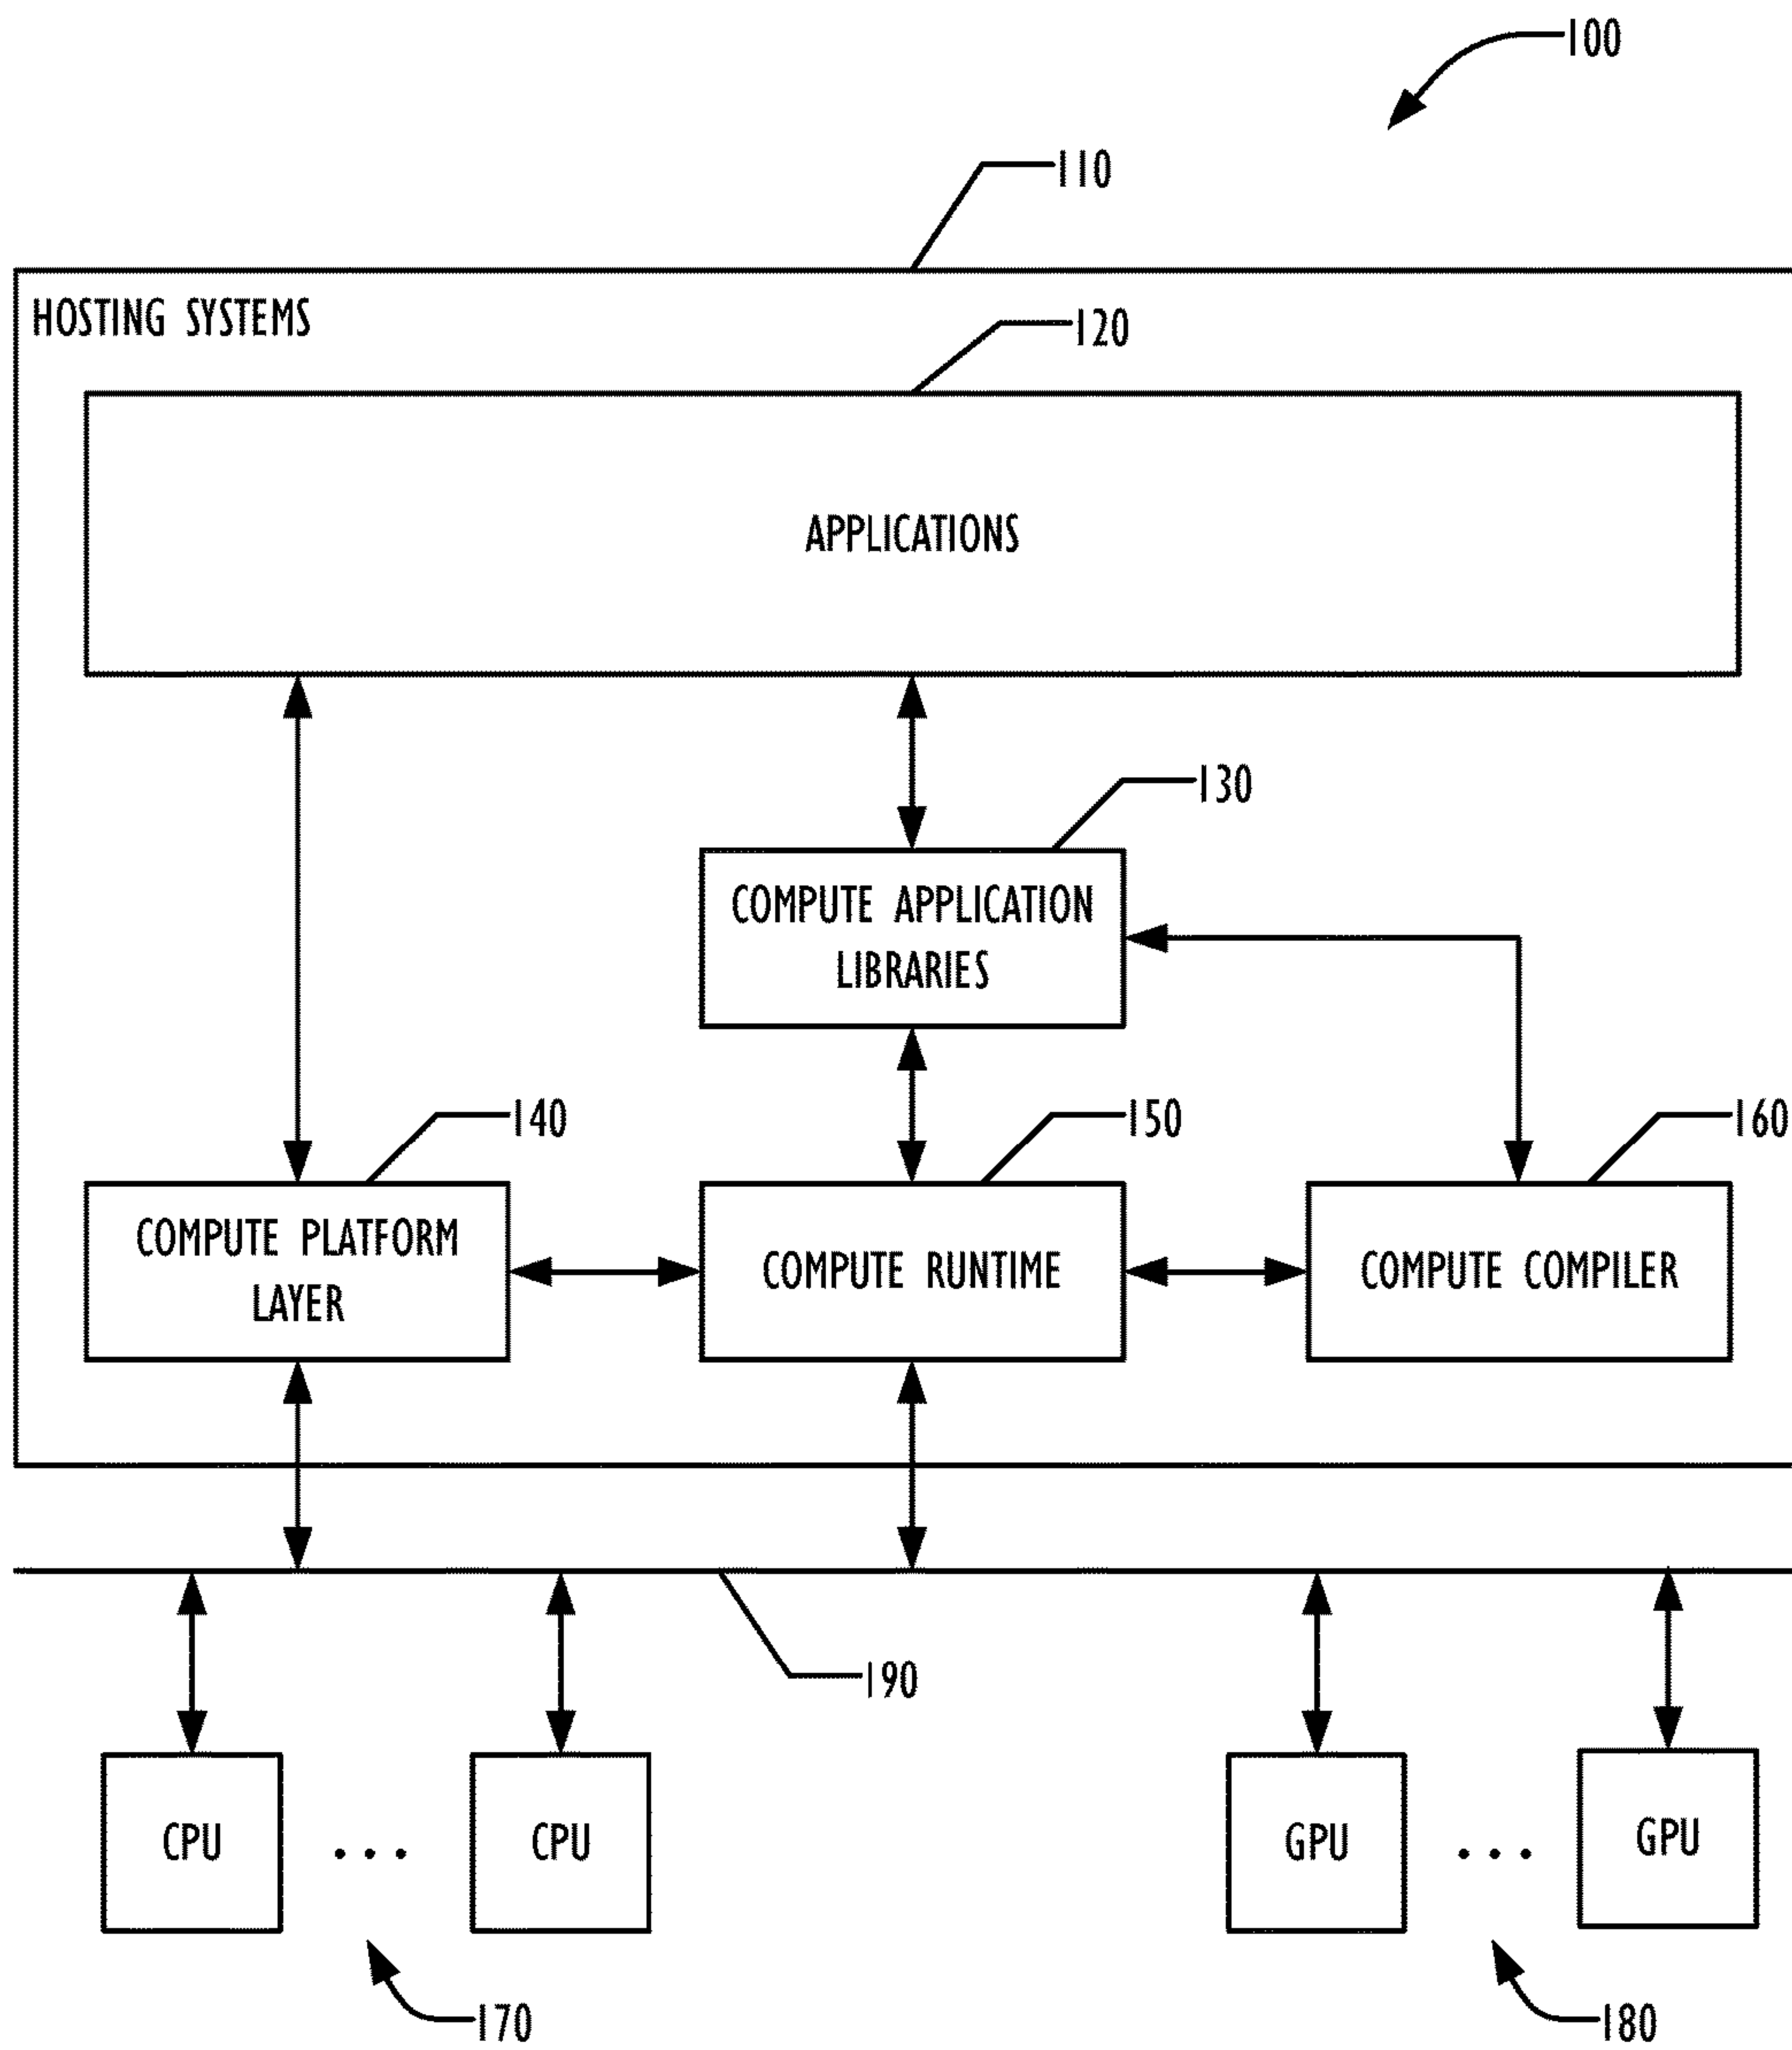 100
110
HOSTING SYSTEMS
120
APPLICATIONS
130
COMPUTE APPLICATION
LIBRARIES
140
150
160
COMPUTE PLATFORM
LAYER
COMPUTE RUNTIME
COMPUTE COMPILER
190
CPU
...
CPU
GPU
...
GPU
170
180